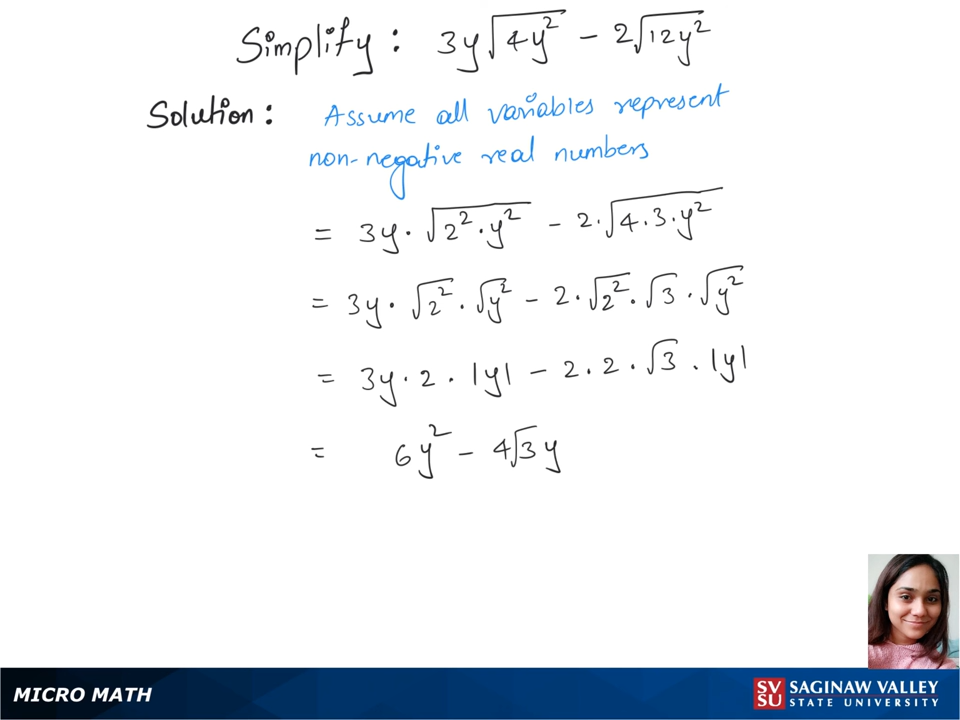 Simplify: 3y√4y² - 2√12y²
Solution: Assume all variables represent
non-negative real numbers
= 3y·√2²·y² - 2·√4·3·y²
= 3y·√2²·√y² - 2·√2²·√3·√y²
= 3y·2·|y| - 2·2·√3·|y|
= 6y² - 4√3y
MICRO MATH
SVSU SAGINAW VALLEY
STATE UNIVERSITY